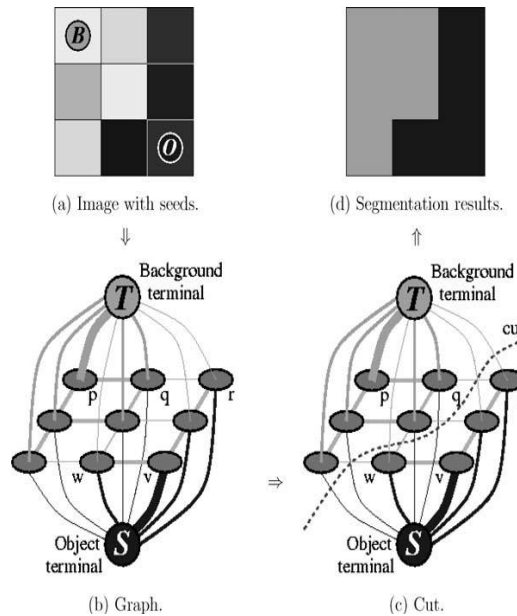 B
O
(a) Image with seeds.
(d) Segmentation results.
⇓
⇑
Background
terminal
T
p
q
r
w
v
Object
terminal
S
(b) Graph.
⇒
Background
terminal
T
cu
p
q
w
v
Object
terminal
S
(c) Cut.